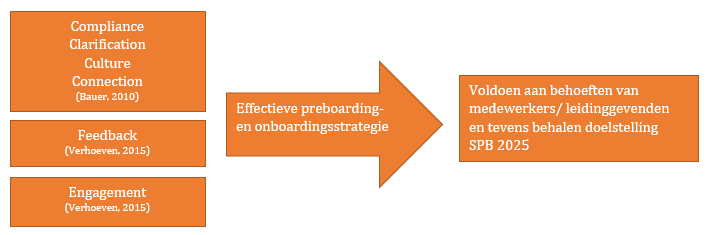 Compliance
Clarification
Culture
Connection
(Bauer, 2010)
Feedback
(Verhoeven, 2015)
Engagement
(Verhoeven, 2015)
Effectieve preboarding-
en onboardingsstrategie
Voldoen aan behoeften van
medewerkers/ leidinggevenden
en tevens behalen doelstelling
SPB 2025